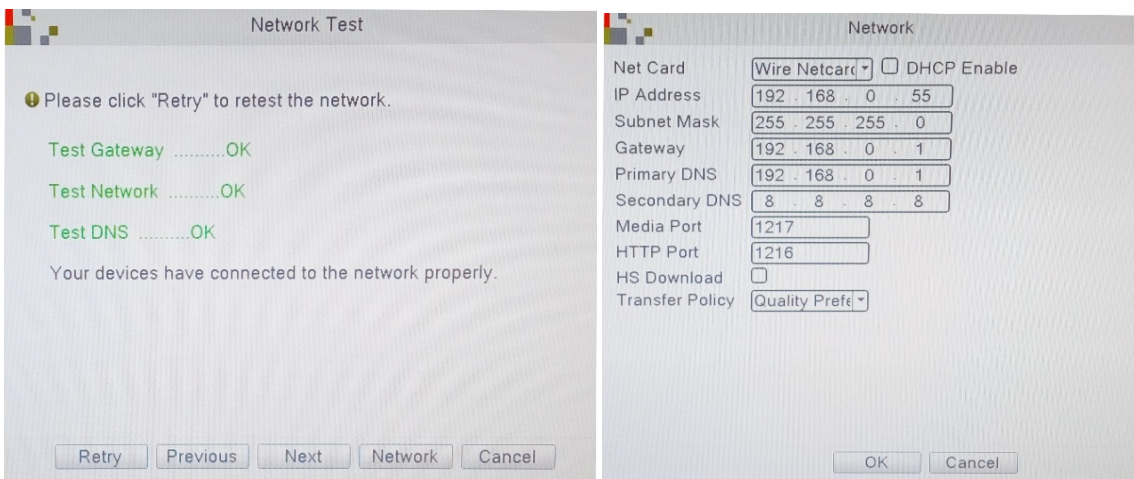 Network Test
Please click "Retry" to retest the network.
Test Gateway ..........OK
Test Network ..........OK
Test DNS ..........OK
Your devices have connected to the network properly.
Retry Previous Next Network Cancel
Network
Net Card Wire Netcarc DHCP Enable
IP Address 192 . 168 . 0 . 55
Subnet Mask 255 . 255 . 255 . 0
Gateway 192 . 168 . 0 . 1
Primary DNS 192 . 168 . 0 . 1
Secondary DNS 8 . 8 . 8 . 8
Media Port 1217
HTTP Port 1216
HS Download
Transfer Policy Quality Prefe
OK Cancel